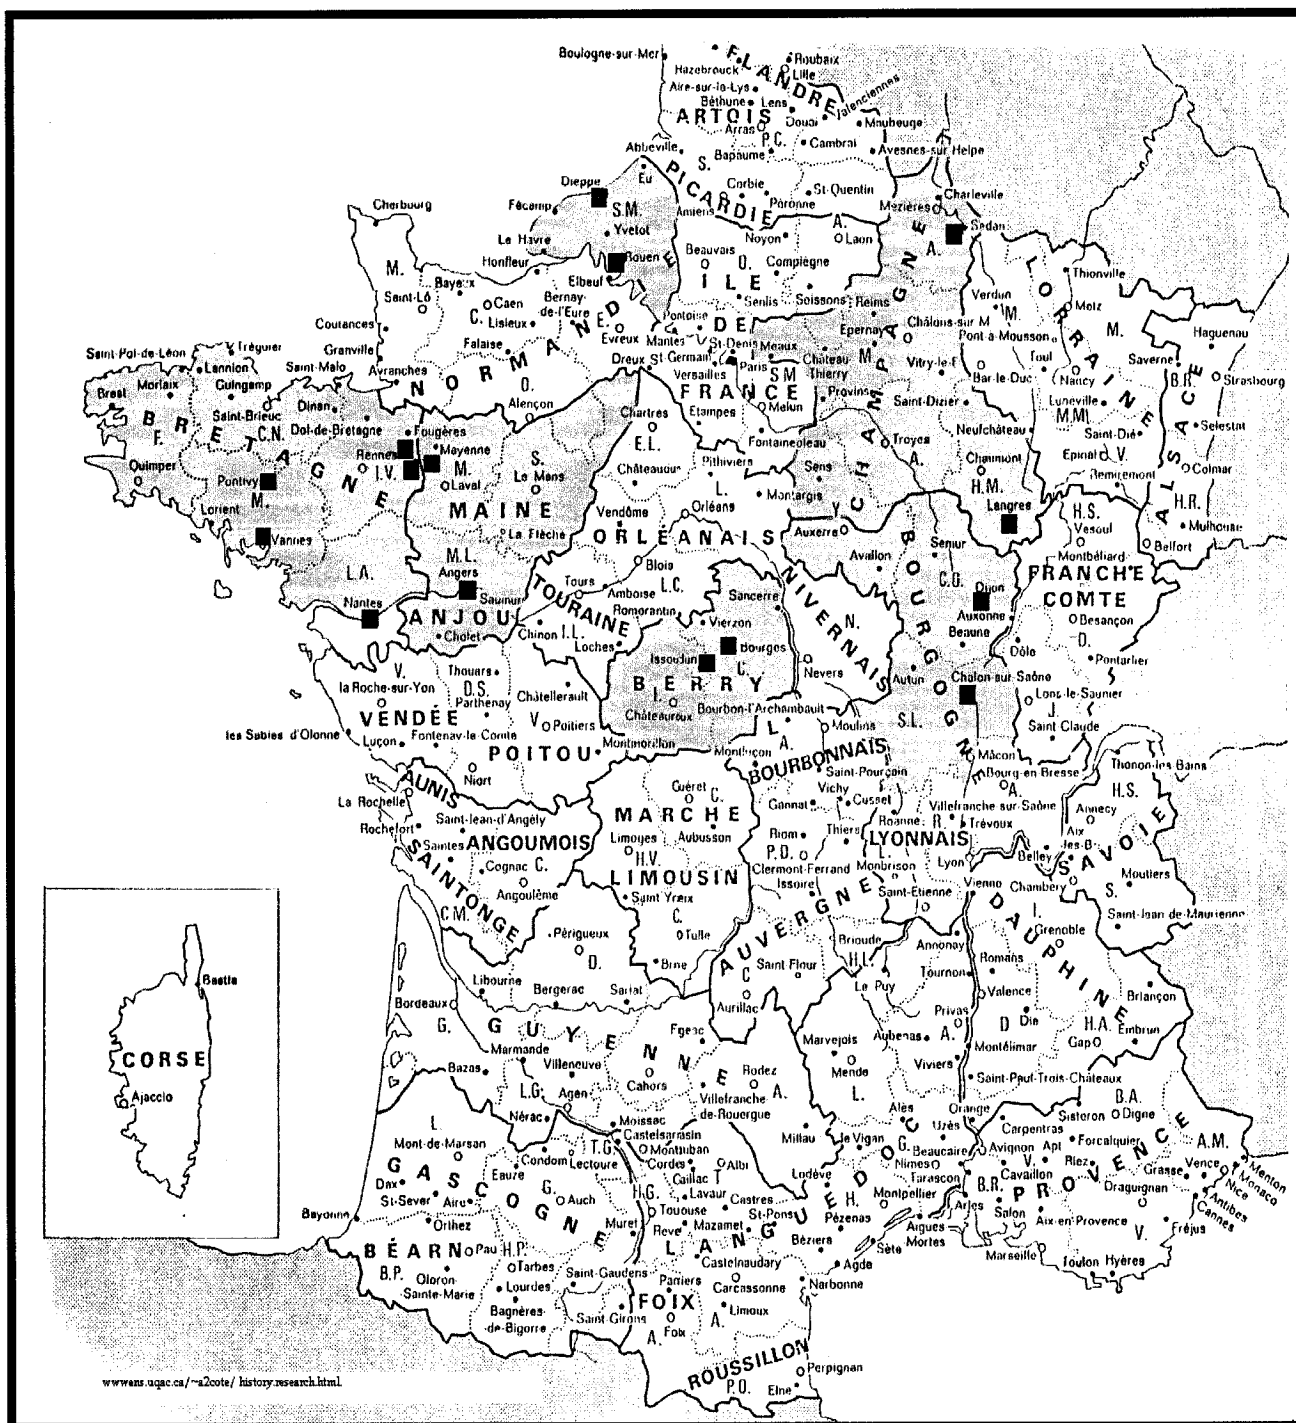 Boulogne-sur-Mer
FLANDRE
Roubaix
Hazebrouck
Lille
Aire-sur-la-Lys
Béthune
Lens
Valenciennes
ARTOIS
Douai
Maubeuge
Arras
P.C.
Cambrai
Abbeville
S.
Bapaume
Avesnes-sur-Helpe
Eu
PICARDIE
Dieppe
Corbie
St-Quentin
Charleville
Cherbourg
Fécamp
S.M.
Amiens
Péronne
Mézières
Yvetot
A.
Sedan
Le Havre
Noyon
Laon
A.
Beauvais
Honfleur
Rouen
O.
Compiègne
M.
Elbeuf
ILE
Thionville
Bayeux
Bernay-
de-l'Eure
Senlis
Soissons
Reims
Verdun
Metz
Saint-Lô
Caen
C.
Lisieux
E.
Pontoise
DE
Epernay
Châlons-sur M
M.
LORRAINE
M.
Coutances
Evreux
Mantes
St-Denis
Meaux
Pont-à-Mousson
Haguenau
Falaise
Dreux
St-Germain
Paris
Château
Thierry
M.
Vitry-le-F
Toul
Saverne
B.R.
Saint-Pol-de-Léon
Tréguier
Granville
NORMANDIE
Versailles
SM
Bar-le-Duc
Nancy
Strasbourg
Lannion
Saint-Malo
Avranches
O.
FRANCE
Provins
CHAMPAGNE
Morlaix
Guingamp
Alençon
Chartres
Etampes
Melun
Saint-Dizier
Luneville
M.M.
ALSACE
Brest
Saint-Brieuc
Dinan
E.L.
Neufchâteau
Saint-Dié
Selestat
BRETAGNE
C.N.
Dol-de-Bretagne
Fougères
Fontainebleau
Troyes
A.
Epinal
V.
F.
Mayenne
S.
Châteaudun
Pithiviers
Sens
Chaumont
Colmar
Rennes
I.V.
M.
Le Mans
L.
Montargis
H.M.
Remiremont
Quimper
Pontivy
Laval
Orléans
Y
Langres
H.S.
H.R.
M.
MAINE
Vendôme
Vesoul
Mulhouse
Lorient
La Flèche
ORLÉANAIS
Auxerre
Semur
Montbéliard
Belfort
Vannes
M.L.
Blois
Avallon
BOURGOGNE
FRANCHE
L.A.
Angers
TOURAINE
Tours
L.C.
NIVERNAIS
C.O.
Dijon
COMTE
Amboise
Sancerre
Nantes
Saumur
Romorantin
N.
Auxonne
Besançon
ANJOU
Chinon
I.L.
Vierzon
Beaune
D.
Cholet
Loches
Bourges
Dôle
Pontarlier
V.
Thouars
Issoudun
C.
Nevers
Autun
Chalon-sur-Saône
la Roche-sur-Yon
D.S.
Châtellerault
BERRY
Lons-le-Saunier
Parthenay
I.
Bourbon-l'Archambault
S.L.
J.
VENDÉE
V
Poitiers
Châteauroux
Moulins
Saint-Claude
les Sables d'Olonne
Luçon
Fontenay-le-Comte
A.
Mâcon
POITOU
Montmorillon
Montluçon
BOURBONNAIS
Bourg-en Bresse
Thonon-les Bains
Niort
Saint-Pourçain
A.
AUNIS
Guéret
C.
Vichy
H.S.
La Rochelle
MARCHE
Gannat
Cusset
Villefranche sur-Saône
Annecy
Saint-Jean-d'Angély
Roanne
R.
Trévoux
Rochefort
Limoges
Aubusson
Riom
Thiers
Aix
les-B
Saintes
ANGOUMOIS
H.V.
P.D.
LYONNAIS
Lyon
Belley
SAVOIE
SAINTONGE
Cognac
C.
LIMOUSIN
Clermont-Ferrand
L.
Monbrison
Chambery
Moutiers
Angoulême
Issoire
Saint-Etienne
Vienne
S.
C.M.
Saint Yreix
AUVERGNE
DAUPHINE
C.
I.
Saint-Jean de-Maurienne
Périgueux
Tulle
Grenoble
Brioude
Annonay
D.
Brive
Saint-Flour
H.L.
Romans
Bastia
Libourne
C
Tournon
Briançon
Bordeaux
Bergerac
Sarlat
Le Puy
Valence
Aurillac
G.
GUYENNE
Privas
D
Die
H.A.
Embrun
Figeac
Marvejols
Aubenas
A.
Gap
CORSE
Marmande
Montélimar
Bazas
Villeneuve
Rodez
Mende
Viviers
Cahors
A.
Saint-Paul-Trois-Châteaux
Ajaccio
L.G.
Agen
Villefranche
de-Rouergue
L.
B.A.
Nérac
Moissac
Alès
Orange
Sisteron
Digne
L.
Castelsarrasin
Carpentras
Mont-de-Marsan
T.G.
Montauban
Millau
le Vigan
G.
Uzès
Forcalquier
A.M.
GASCOGNE
Condom
Lectoure
Cordes
Albi
Beaucaire
Avignon
Apt
Eauze
Gaillac
T
Lodève
Nîmes
V.
Riez
Vence
Menton
Dax
G.
H.G.
Tarascon
Cavaillon
Grasse
Monaco
St-Sever
Aire
Auch
Lavaur
Castres
H.
Montpellier
B.R.
PROVENCE
Draguignan
Nice
Bayonne
Toulouse
St-Pons
Pézenas
Arles
Salon
Antibes
Orthez
Muret
Revel
Mazamet
Aigues
Mortes
Aix-en-Provence
V.
Cannes
BÉARN
Pau
H.P.
LANGUEDOC
Béziers
Sète
Fréjus
B.P.
Tarbes
Castelnaudary
Agde
Marseille
Oloron-
Sainte-Marie
Lourdes
Saint-Gaudens
Pamiers
Carcassonne
Narbonne
Toulon
Hyères
Bagnères-
de-Bigorre
Saint-Girons
FOIX
Limoux
A.
Foix
A.
ROUSSILLON
Perpignan
P.O.
Elne
wwwens.uqac.ca/~a2cote/ history.research.html